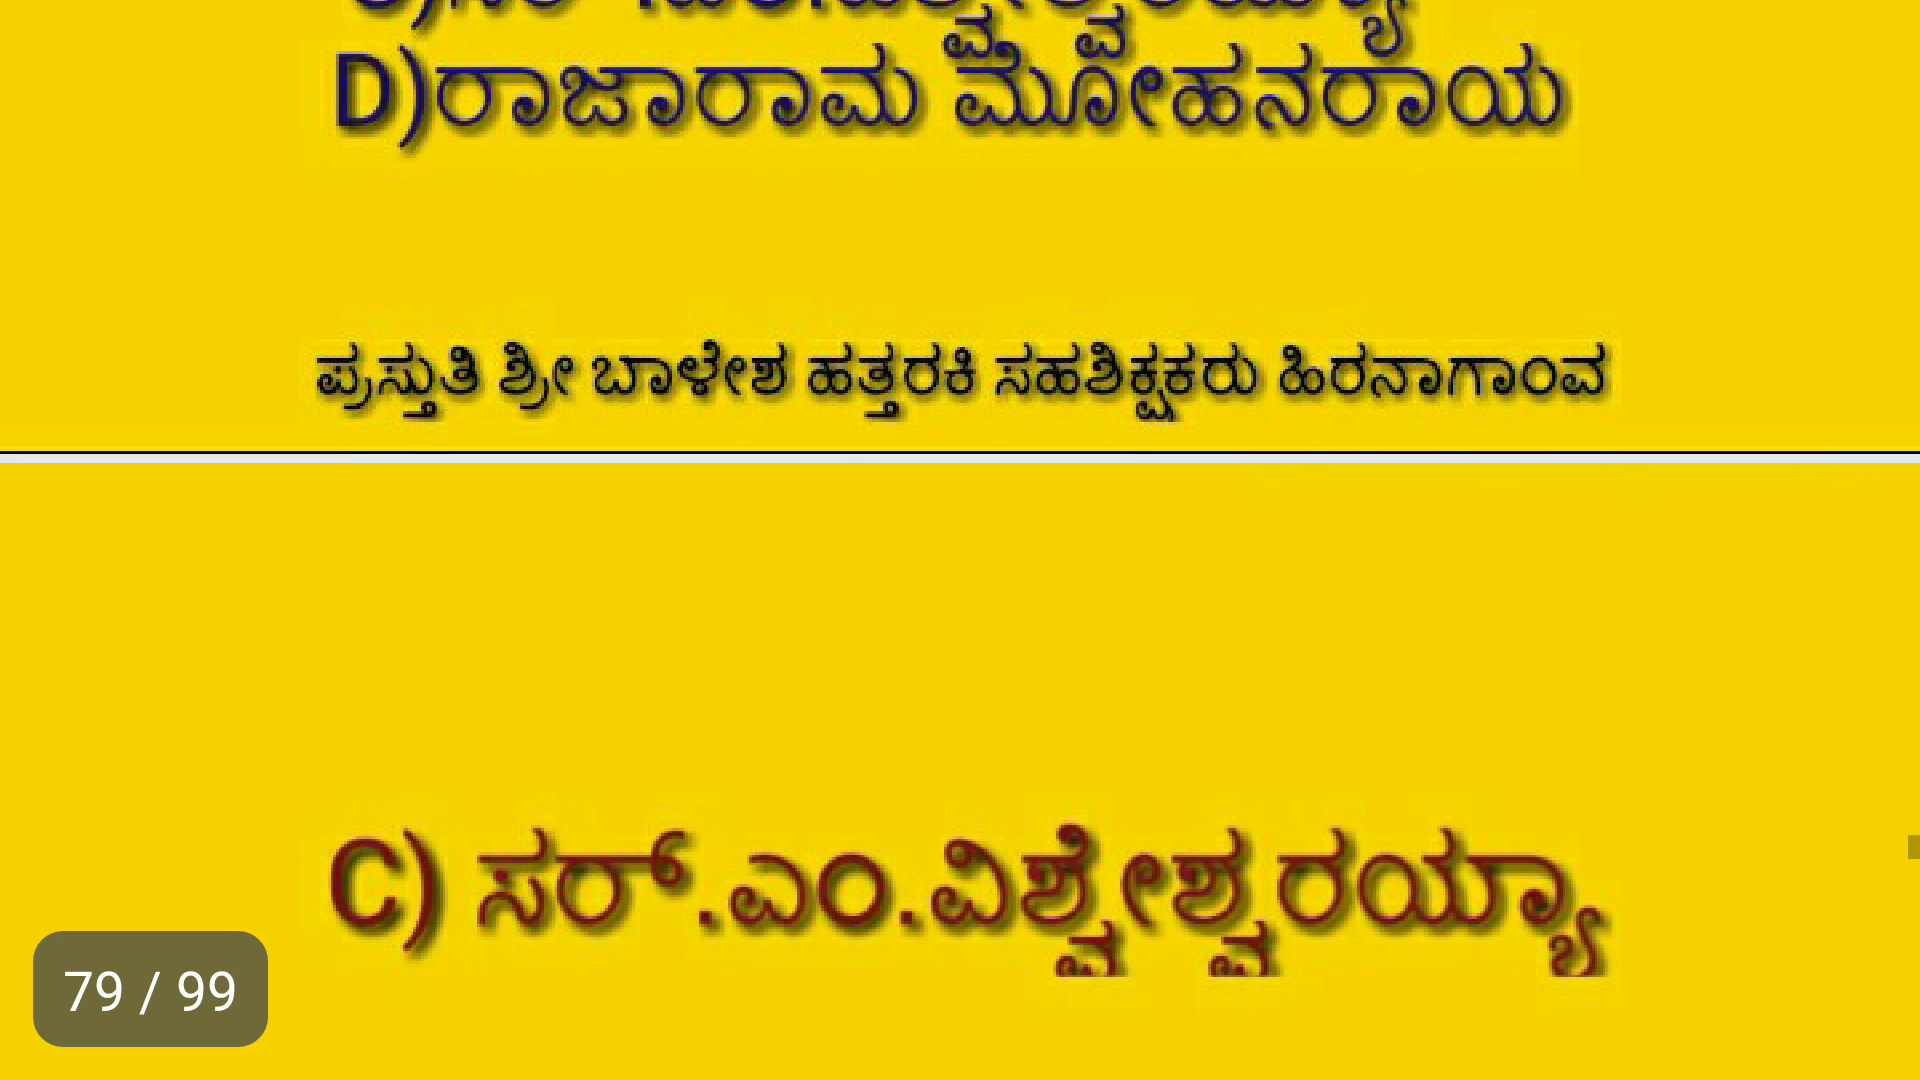 D)ರಾಜಾರಾಮ ಮೋಹನರಾಯ
ಪ್ರಸ್ತುತಿ ಶ್ರೀ ಬಾಳೇಶ ಹತ್ತರಕಿ ಸಹಶಿಕ್ಷಕರು ಹಿರನಾಗಾಂವ
C) ಸರ್.ಎಂ.ವಿಶ್ವೇಶ್ವರಯ್ಯಾ
79 / 99